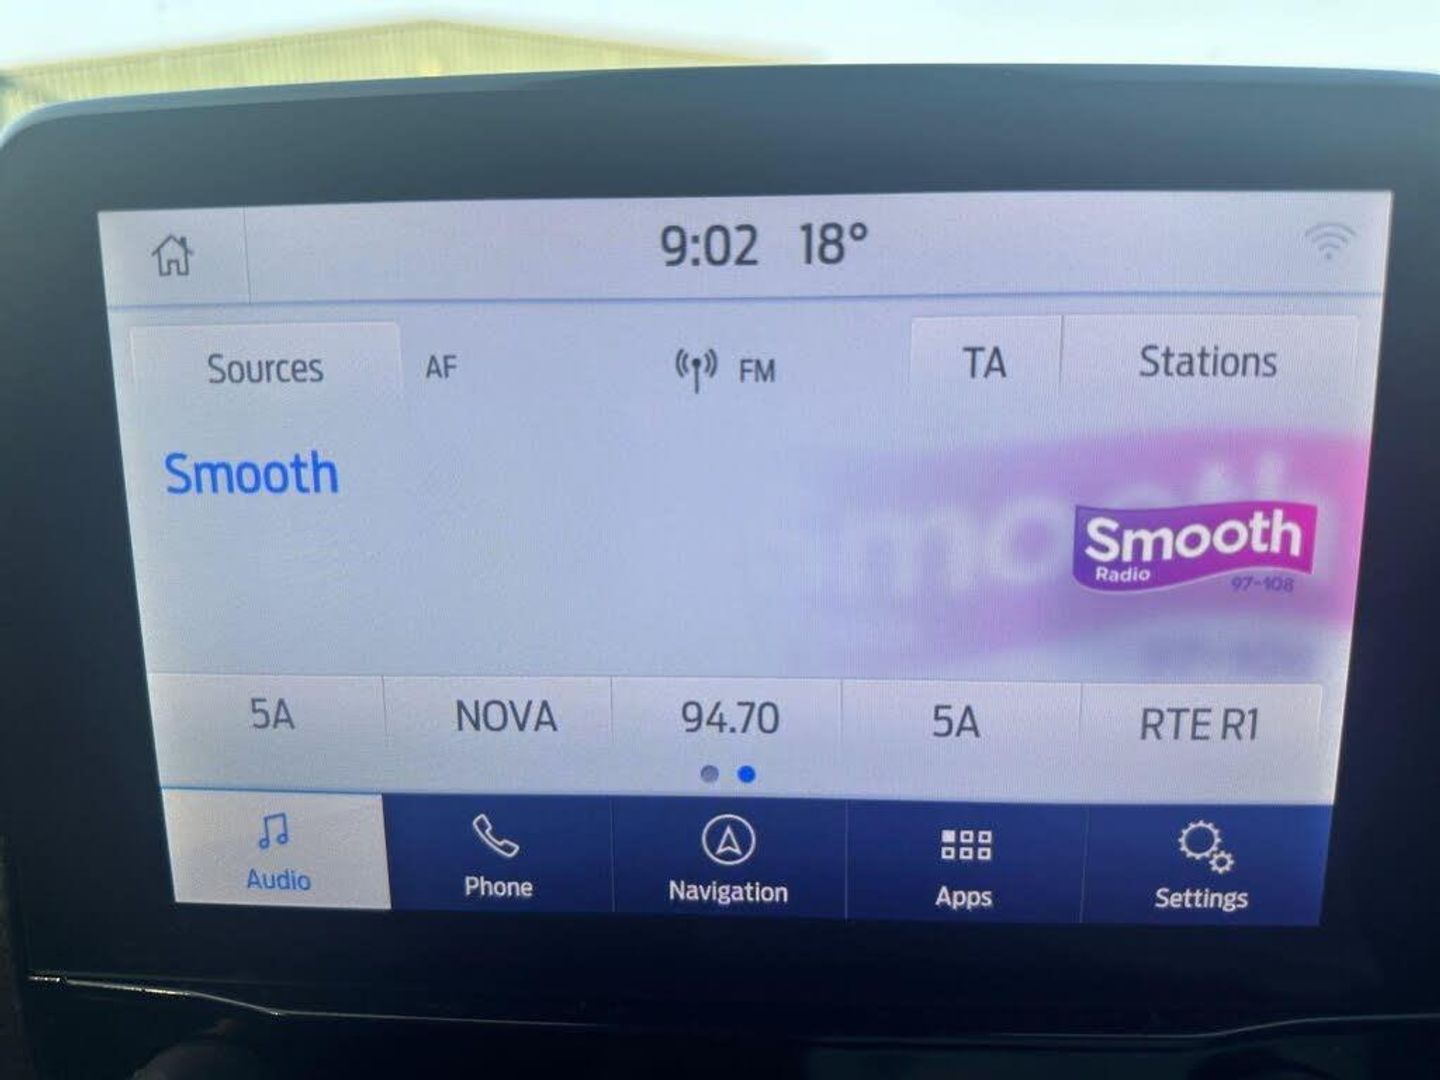 9:02 18°
Sources AF FM TA Stations
Smooth
Smooth
Radio
97-108
5A NOVA 94.70 5A RTE R1
Audio Phone Navigation Apps Settings